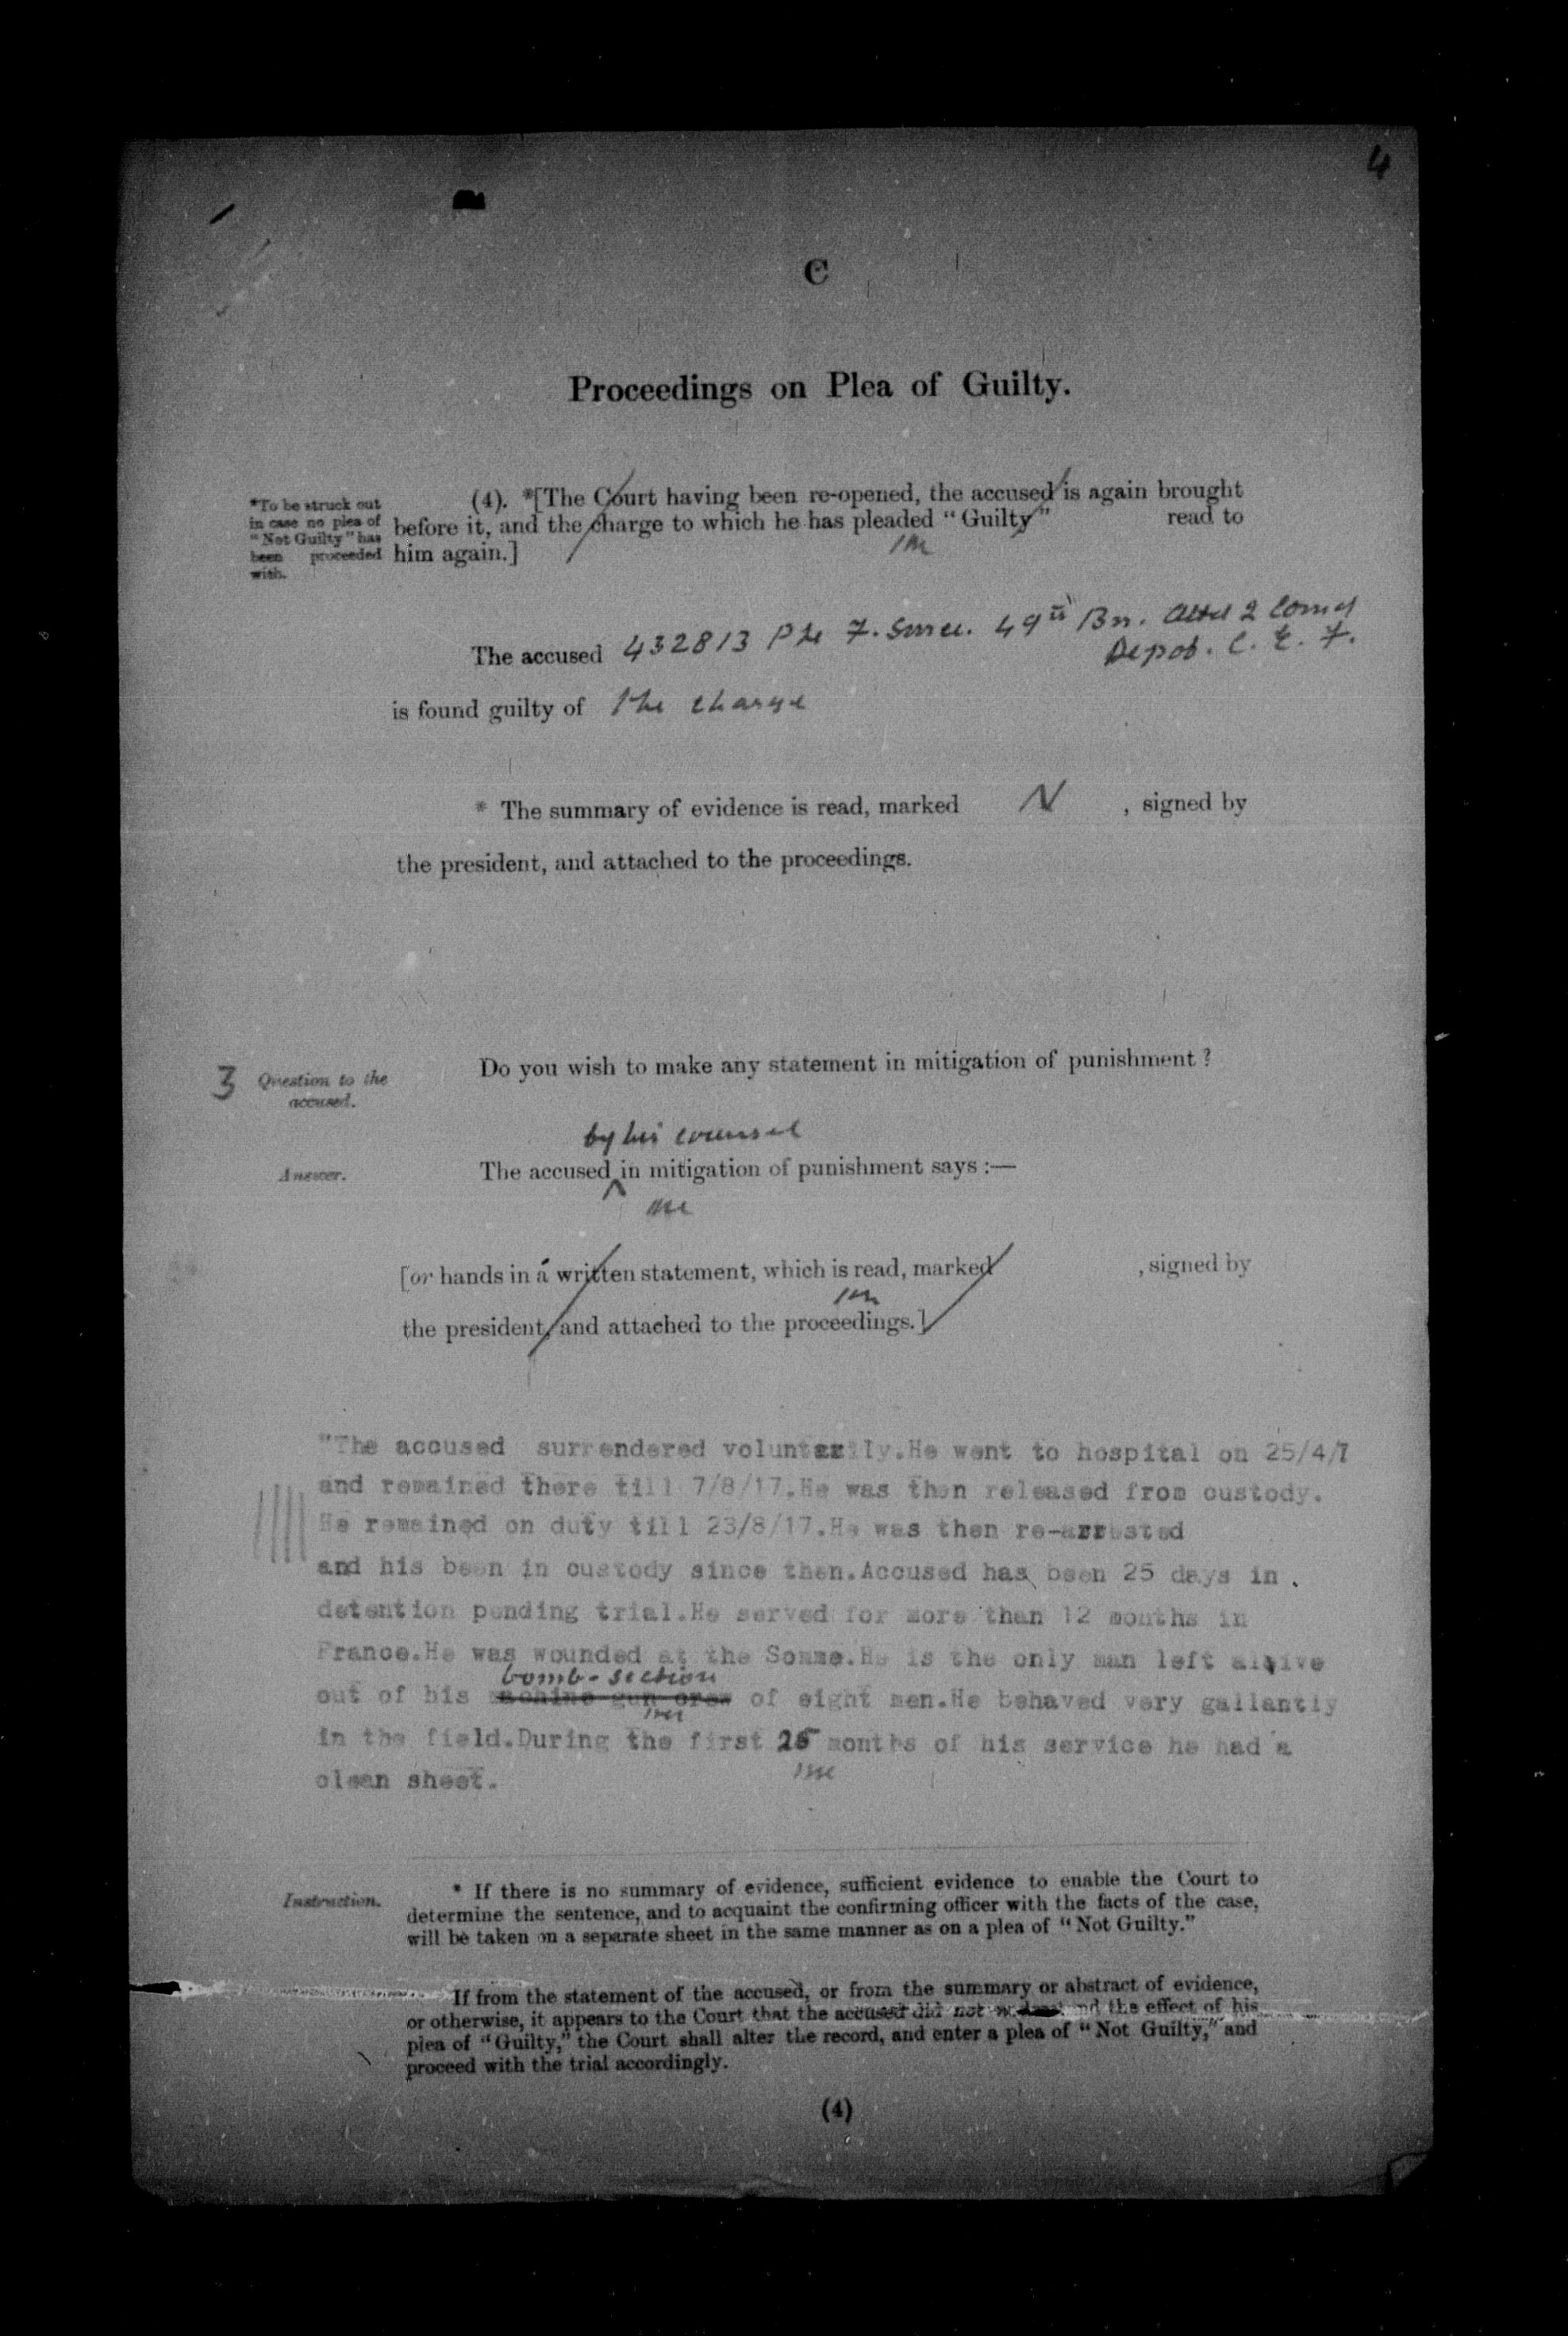 4
C
Proceedings on Plea of Guilty.
*To be struck out
in case no plea of
"Not Guilty" has
been proceeded
with.
(4). *[The Court having been re-opened, the accused is again brought
before it, and the charge to which he has pleaded "Guilty" read to
him again.]
The accused 432813 Pte F. 49th Bn. Attd 2 Comd
Depot. C. E. F.
is found guilty of the charge
* The summary of evidence is read, marked N , signed by
the president, and attached to the proceedings.
3 Question to the
accused.
Do you wish to make any statement in mitigation of punishment ?
by his counsel
Answer.
The accused ^ in mitigation of punishment says :—
[or hands in a written statement, which is read, marked , signed by
the president, and attached to the proceedings.]
"The accused surrendered voluntarily.He went to hospital on 25/4/7
and remained there till 7/8/17.He was then released from custody.
He remained on duty till 23/8/17.He was then re-arrested
and his been in custody since then.Accused has been 25 days in .
detention pending trial.He served for more than 12 months in
France.He was wounded at the Somme.He is the only man left alive
bomb-section
out of his machine gun crew of eight men.He behaved very gallantly
in the field.During the first 25 months of his service he had a
clean sheet.
Instruction.
* If there is no summary of evidence, sufficient evidence to enable the Court to
determine the sentence, and to acquaint the confirming officer with the facts of the case,
will be taken on a separate sheet in the same manner as on a plea of "Not Guilty."
If from the statement of the accused, or from the summary or abstract of evidence,
or otherwise, it appears to the Court that the accused did not understand the effect of his
plea of "Guilty," the Court shall alter the record, and enter a plea of "Not Guilty," and
proceed with the trial accordingly.
(4)